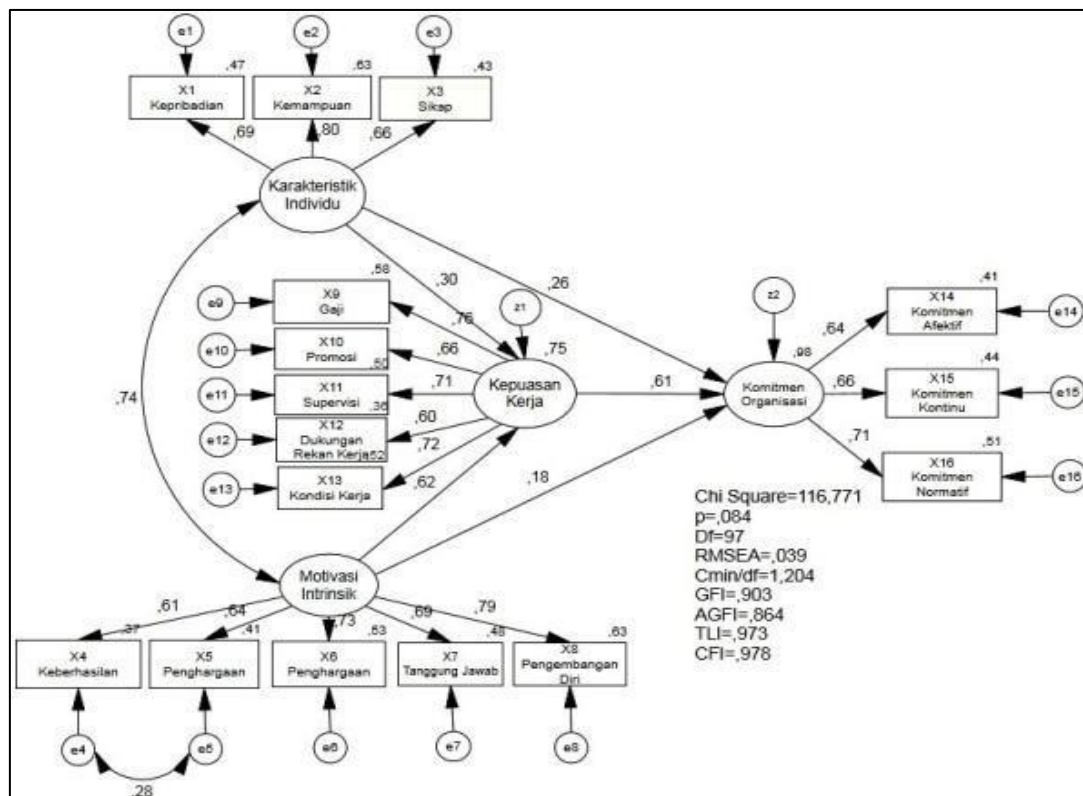 e1
e2
e3
,47
,63
,43
X1
Kepribadian
X2
Kemampuan
X3
Sikap
,69
,80
,66
Karakteristik
Individu
,74
,30
,26
,58
e9
X9
Gaji
,76
z1
z2
,41
X14
Komitmen
Afektif
e14
,64
e10
X10
Promosi
,50
,66
,75
,98
,44
e11
X11
Supervisi
,36
,71
Kepuasan
Kerja
,61
Komitmen
Organisasi
,66
X15
Komitmen
Kontinu
e15
e12
X12
Dukungan
Rekan Kerja
,52
,60
,72
,71
,51
e13
X13
Kondisi Kerja
,62
,18
X16
Komitmen
Normatif
e16
Chi Square=116,771
p=,084
Df=97
RMSEA=,039
Cmin/df=1,204
GFI=,903
AGFI=,864
TLI=,973
CFI=,978
Motivasi
Intrinsik
,61
,64
,73
,69
,79
,37
,41
,53
,48
,63
X4
Keberhasilan
X5
Penghargaan
X6
Penghargaan
X7
Tanggung Jawab
X8
Pengembangan
Diri
e4
e5
e6
e7
e8
,28